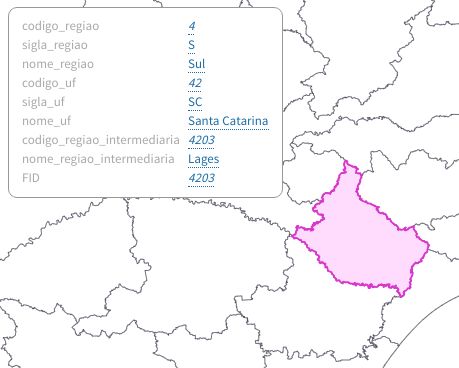 codigo_regiao 4
sigla_regiao S
nome_regiao Sul
codigo_uf 42
sigla_uf SC
nome_uf Santa Catarina
codigo_regiao_intermediaria 4203
nome_regiao_intermediaria Lages
FID 4203